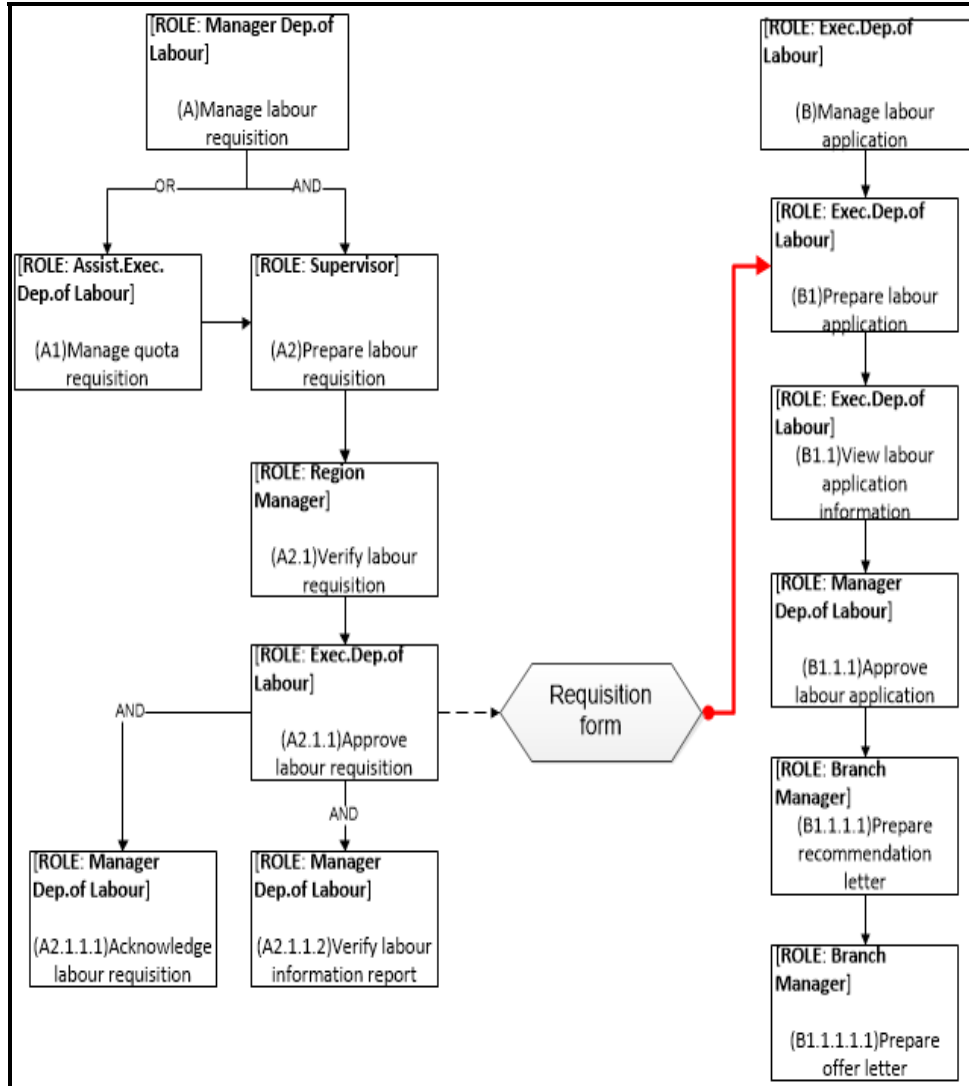 [ROLE: Manager Dep.of
Labour]
(A)Manage labour
requisition
OR
AND
[ROLE: Assist.Exec.
Dep.of Labour]
(A1)Manage quota
requisition
[ROLE: Supervisor]
(A2)Prepare labour
requisition
[ROLE: Region
Manager]
(A2.1)Verify labour
requisition
[ROLE: Exec.Dep.of
Labour]
(A2.1.1)Approve
labour requisition
AND
AND
[ROLE: Manager
Dep.of Labour]
(A2.1.1.1)Acknowledge
labour requisition
[ROLE: Manager
Dep.of Labour]
(A2.1.1.2)Verify labour
information report
Requisition
form
[ROLE: Exec.Dep.of
Labour]
(B)Manage labour
application
[ROLE: Exec.Dep.of
Labour]
(B1)Prepare labour
application
[ROLE: Exec.Dep.of
Labour]
(B1.1)View labour
application
information
[ROLE: Manager
Dep.of Labour]
(B1.1.1)Approve
labour application
[ROLE: Branch
Manager]
(B1.1.1.1)Prepare
recommendation
letter
[ROLE: Branch
Manager]
(B1.1.1.1.1)Prepare
offer letter